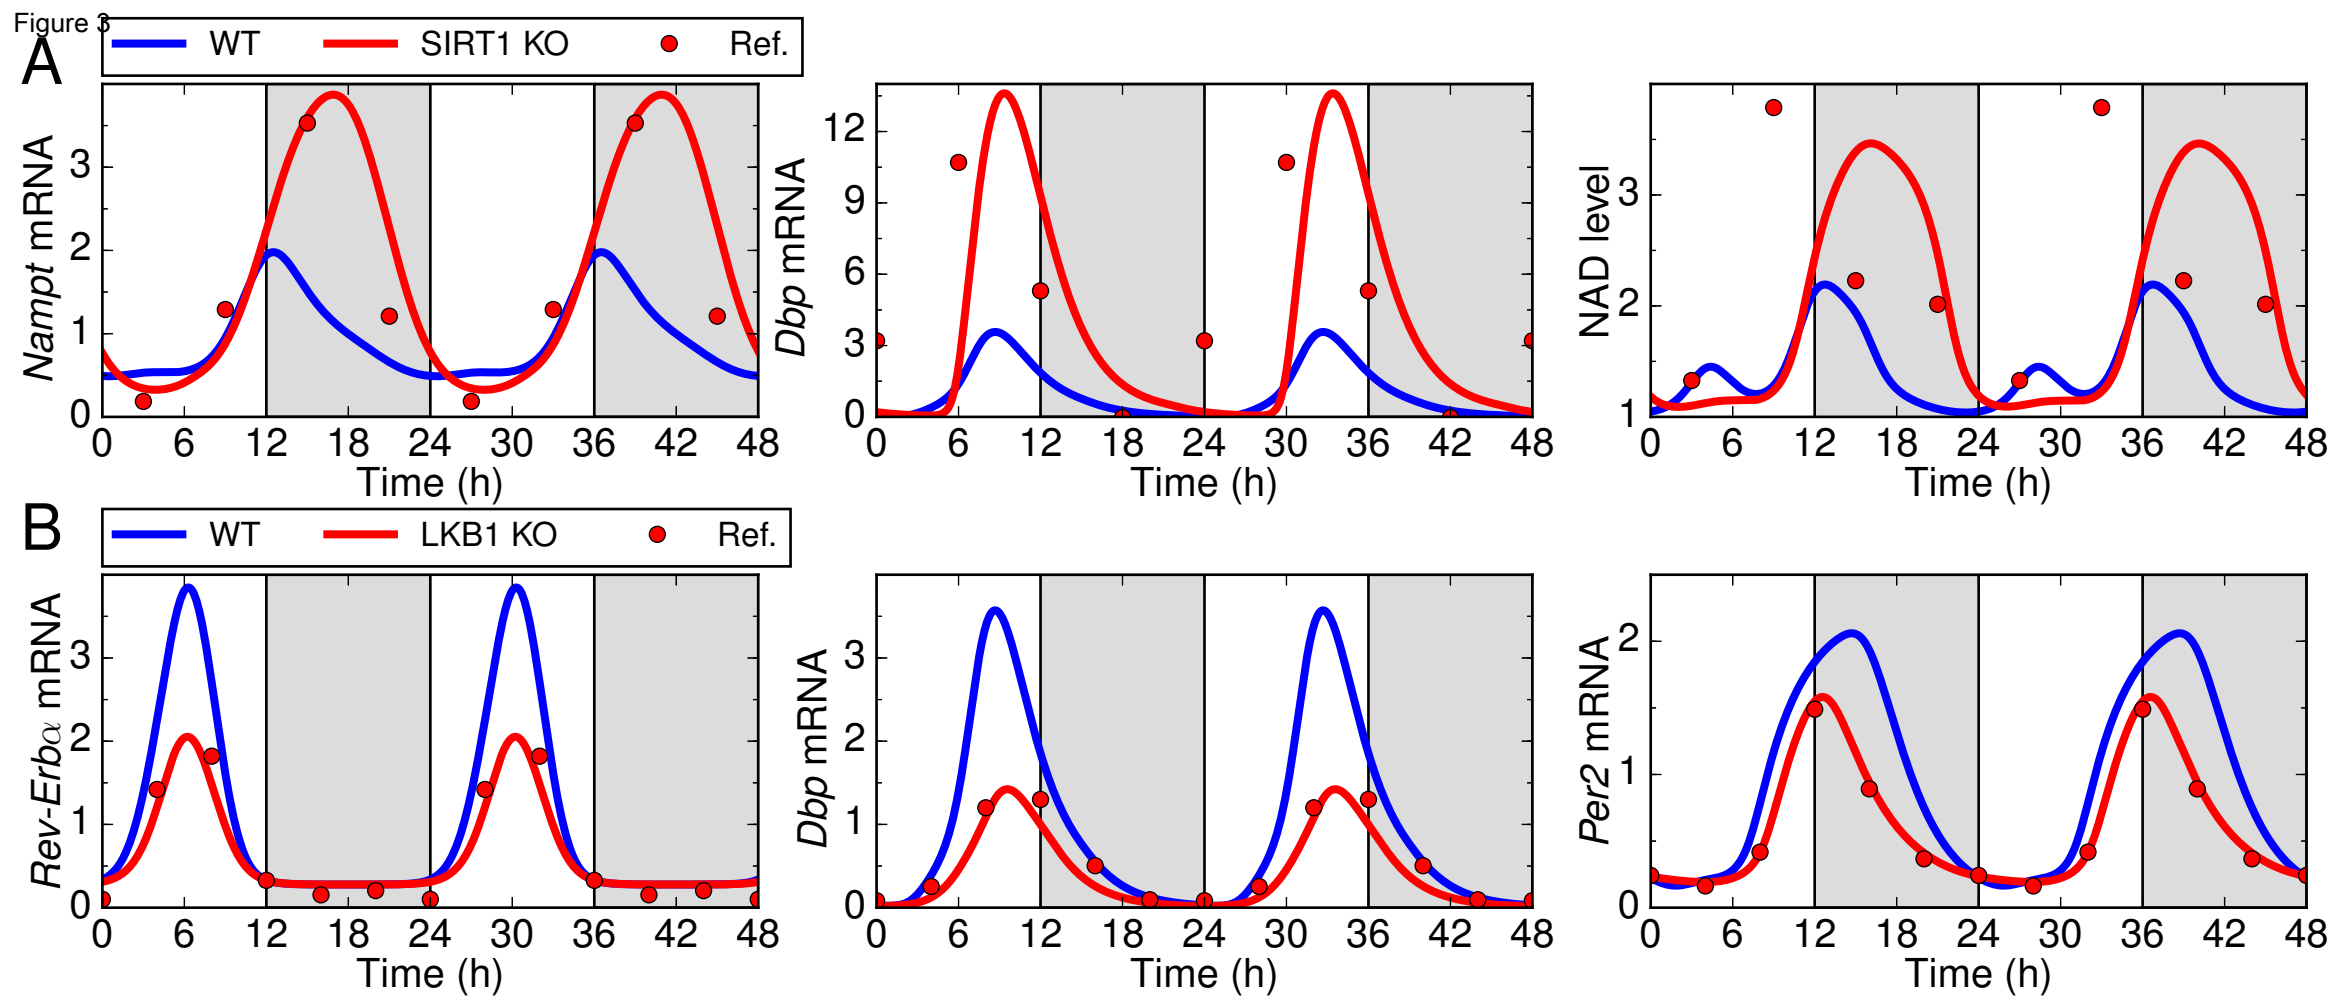 Figure 3
A
WT SIRT1 KO Ref.
Nampt mRNA
0 1 2 3
0 6 12 18 24 30 36 42 48
Time (h)
Dbp mRNA
0 3 6 9 12
0 6 12 18 24 30 36 42 48
Time (h)
NAD level
1 2 3
0 6 12 18 24 30 36 42 48
Time (h)
B
WT LKB1 KO Ref.
Rev-Erbα mRNA
0 1 2 3
0 6 12 18 24 30 36 42 48
Time (h)
Dbp mRNA
0 1 2 3
0 6 12 18 24 30 36 42 48
Time (h)
Per2 mRNA
0 1 2
0 6 12 18 24 30 36 42 48
Time (h)